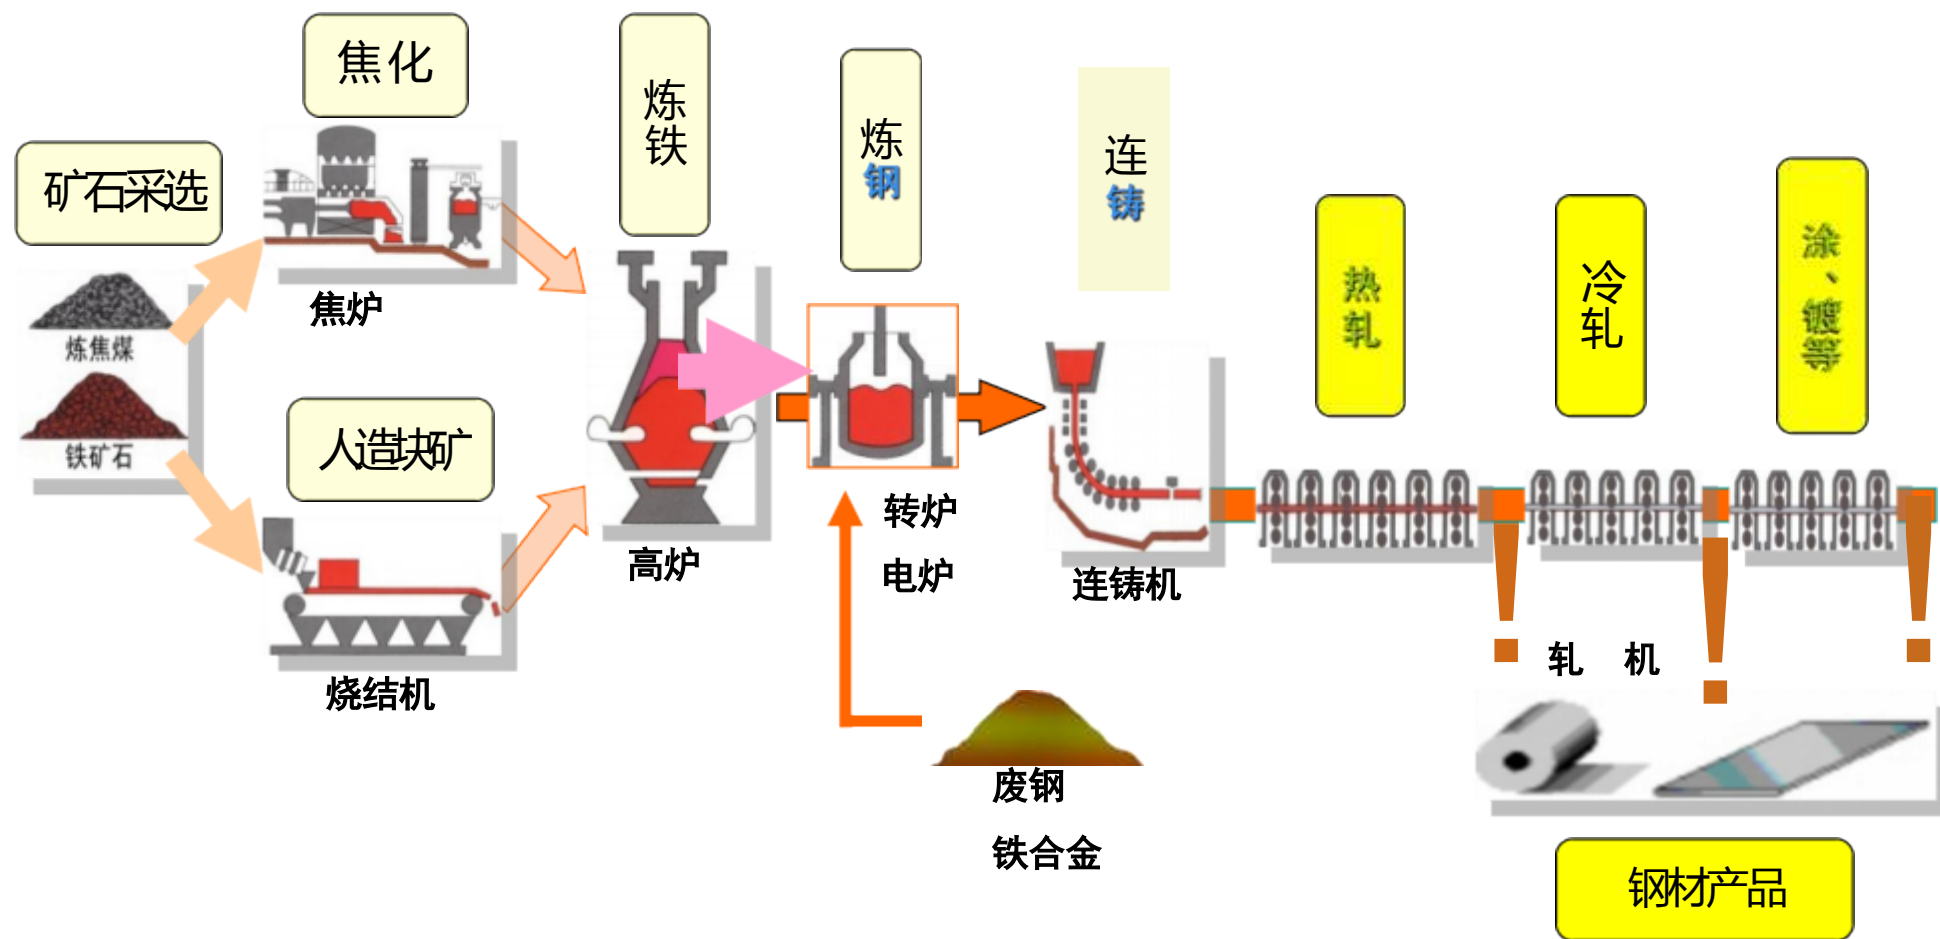 焦化
炼铁
炼钢
连铸
矿石采选
热轧
冷轧
涂、镀等
焦炉
炼焦煤
铁矿石
人造块矿
高炉
转炉
电炉
连铸机
烧结机
轧 机
废钢
铁合金
钢材产品